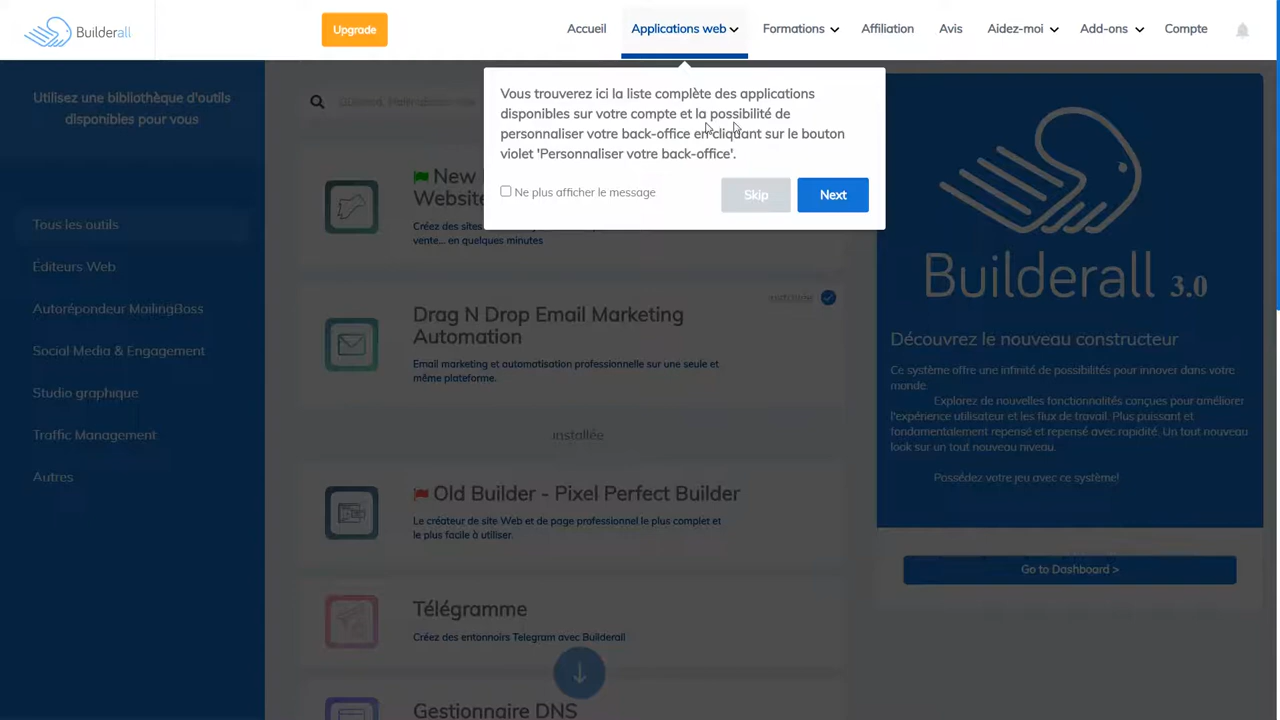 Builderall
Upgrade
Accueil
Applications web
Formations
Affiliation
Avis
Aidez-moi
Add-ons
Compte
Utilisez une bibliothèque d'outils
disponibles pour vous
Tous les outils
Éditeurs Web
Autorépondeur MailingBoss
Social Media & Engagement
Studio graphique
Traffic Management
Autres
Vous trouverez ici la liste complète des applications
disponibles sur votre compte et la possibilité de
personnaliser votre back-office en cliquant sur le bouton
violet 'Personnaliser votre back-office'.
Ne plus afficher le message
Skip
Next
New
Website
Créez des sites
vente... en quelques minutes
installée
Drag N Drop Email Marketing
Automation
Email marketing et automatisation professionnelle sur une seule et
même plateforme.
installée
Old Builder - Pixel Perfect Builder
Le créateur de site Web et de page professionnel le plus complet et
le plus facile à utiliser.
Télégramme
Créez des entonnoirs Telegram avec Builderall
Gestionnaire DNS
Builderall 3.0
Découvrez le nouveau constructeur
Ce système offre une infinité de possibilités pour innover dans votre
monde.
Explorez de nouvelles fonctionnalités conçues pour améliorer
l'expérience utilisateur et les flux de travail. Plus puissant et
fondamentalement repensé et repensé avec rapidité. Un tout nouveau
look sur un tout nouveau niveau.
Possédez votre jeu avec ce système!
Go to Dashboard >